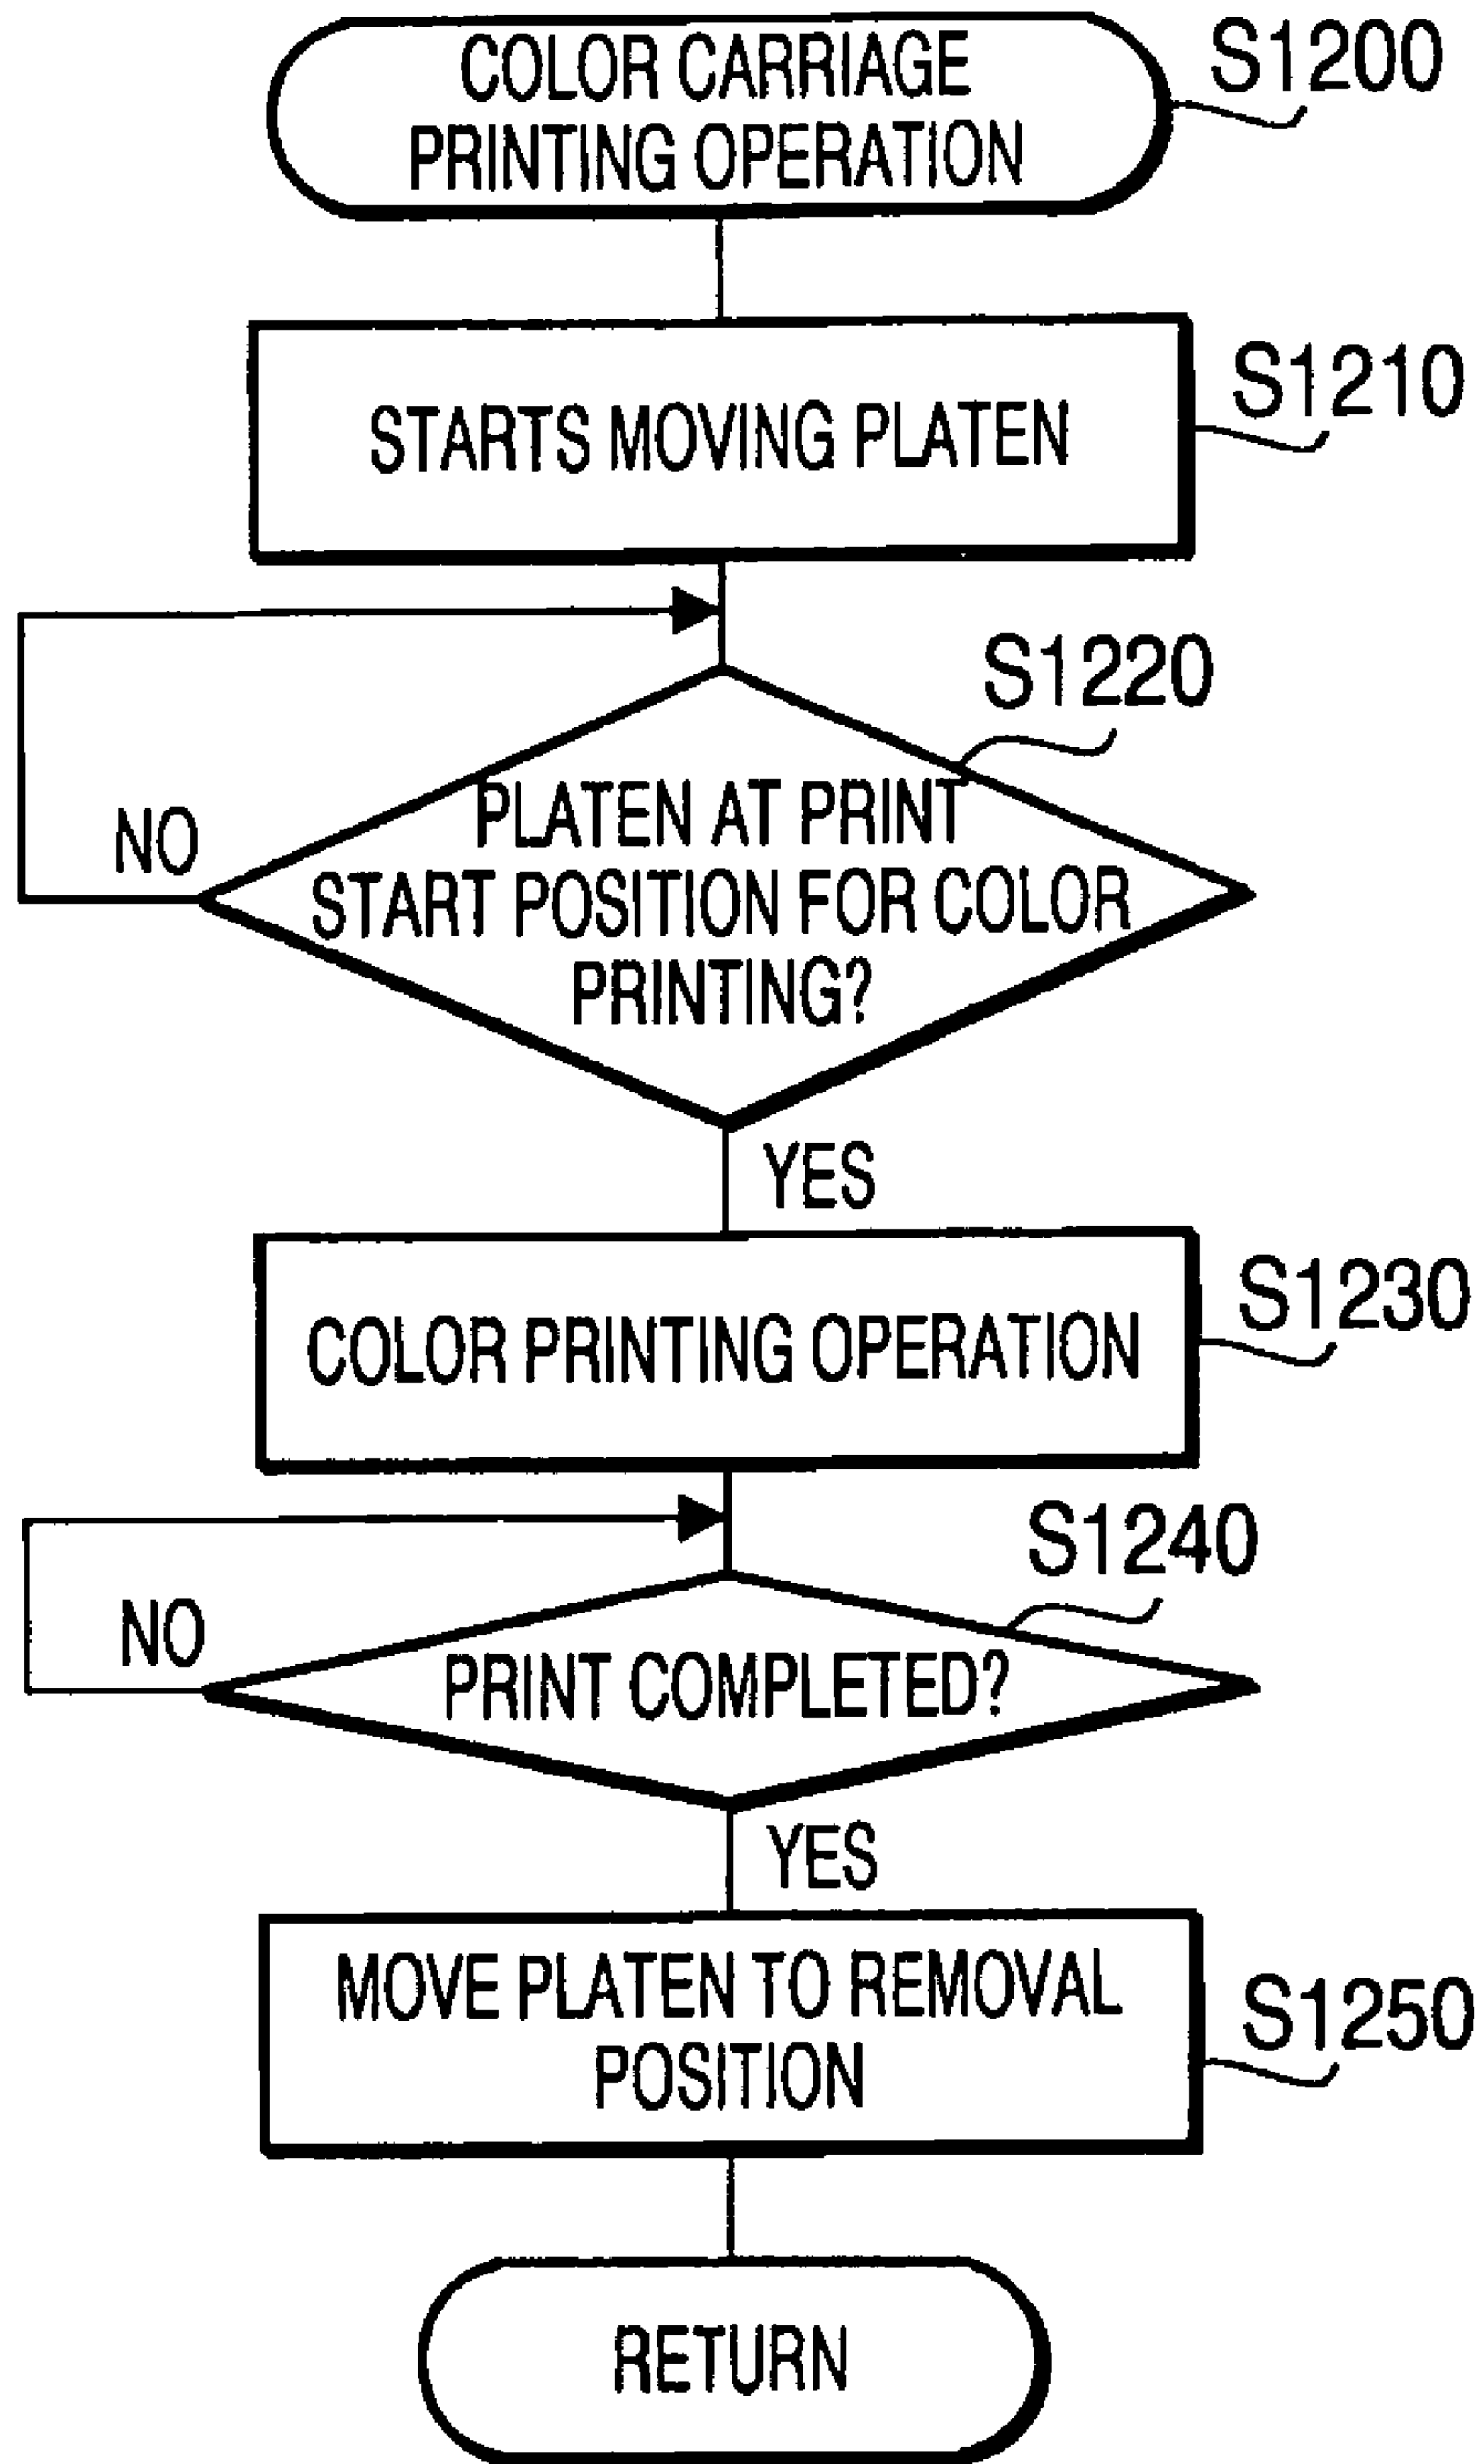 COLOR CARRIAGE
PRINTING OPERATION
S1200
STARTS MOVING PLATEN
S1210
S1220
PLATEN AT PRINT
START POSITION FOR COLOR
PRINTING?
NO
YES
COLOR PRINTING OPERATION
S1230
S1240
NO
PRINT COMPLETED?
YES
MOVE PLATEN TO REMOVAL
POSITION
S1250
RETURN